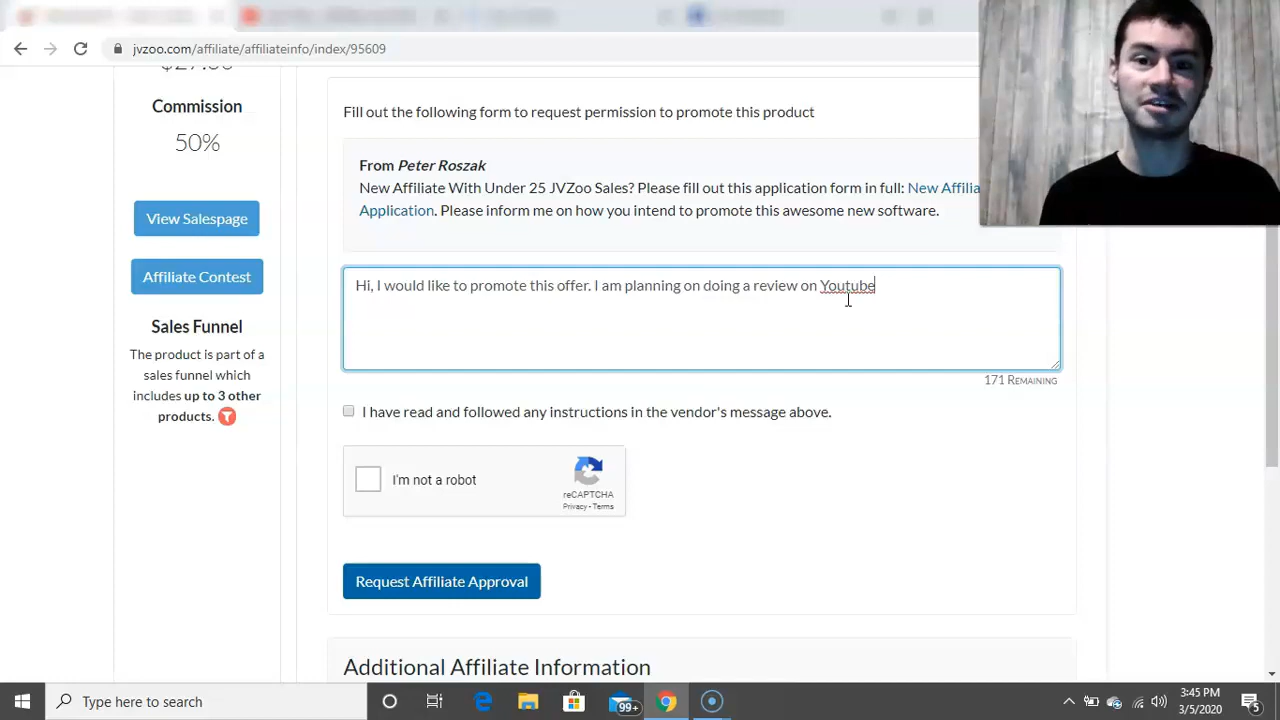 jvzoo.com/affiliate/affiliateinfo/index/95609
Commission
50%
View Salespage
Affiliate Contest
Sales Funnel
The product is part of a
sales funnel which
includes up to 3 other
products.
Fill out the following form to request permission to promote this product
From Peter Roszak
New Affiliate With Under 25 JVZoo Sales? Please fill out this application form in full: New Affilia
Application. Please inform me on how you intend to promote this awesome new software.
Hi, I would like to promote this offer. I am planning on doing a review on Youtube
171 REMAINING
I have read and followed any instructions in the vendor's message above.
I'm not a robot
reCAPTCHA
Privacy - Terms
Request Affiliate Approval
Additional Affiliate Information
Type here to search
99+
3:45 PM
3/5/2020
5